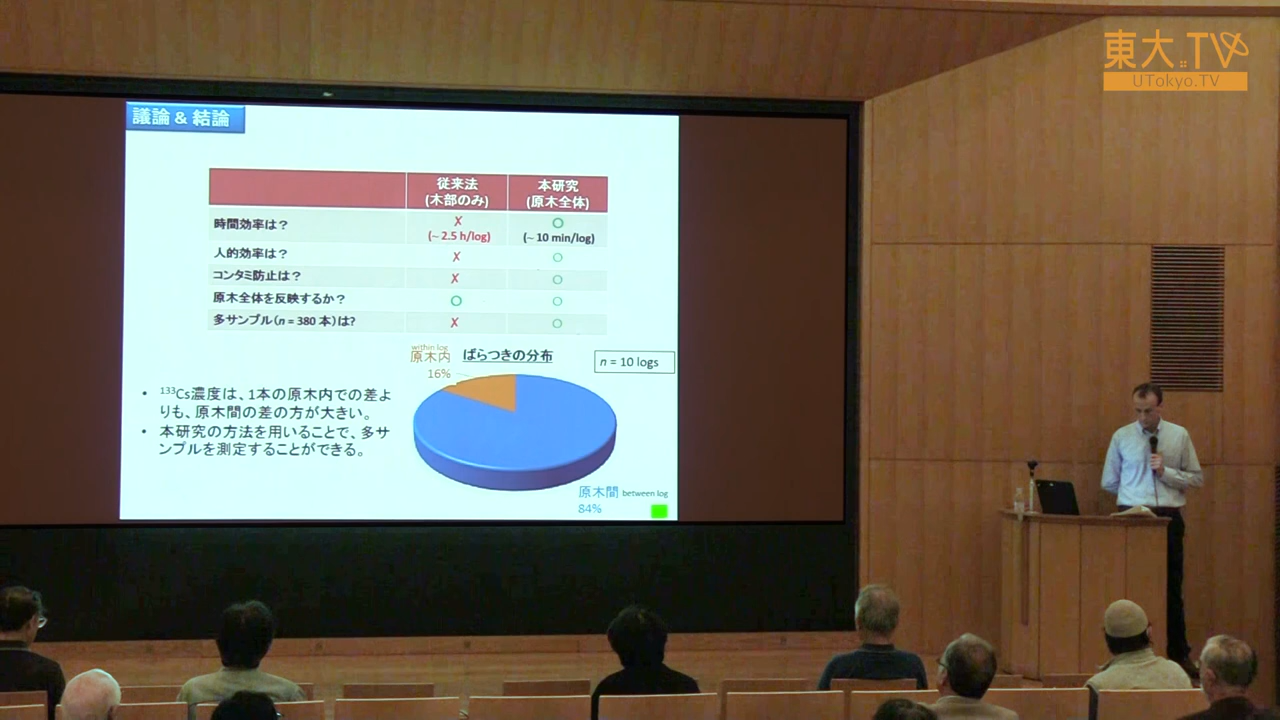 東大.TV
UTokyo.TV
議論 & 結論
従来法 本研究
(木部のみ) (原木全体)
時間効率は？ ✗ ○
(~ 2.5 h/log) (~ 10 min/log)
人的効率は？ ✗ ○
コンタミ防止は？ ✗ ○
原木全体を反映するか？ ○ ○
多サンプル(n = 380 本)は? ✗ ○
within log
原木内 ばらつきの分布
16%
n = 10 logs
• ¹³³Cs濃度は、1本の原木内での差よ
りも、原木間の差の方が大きい。
• 本研究の方法を用いることで、多サ
ンプルを測定することができる。
原木間 between log
84%